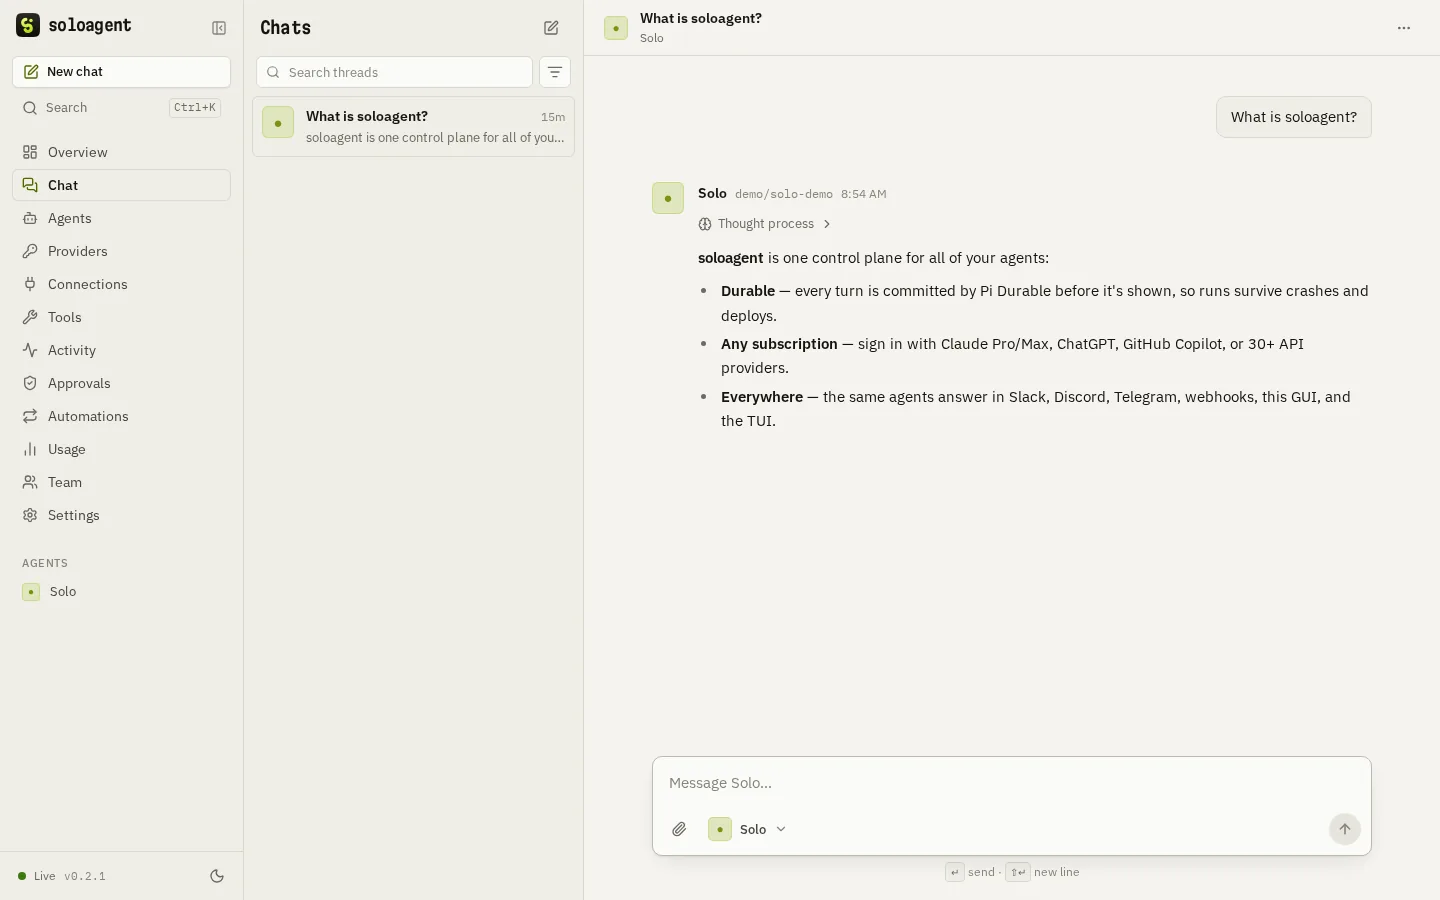 soloagent
New chat
Search
Ctrl+K
Overview
Chat
Agents
Providers
Connections
Tools
Activity
Approvals
Automations
Usage
Team
Settings
AGENTS
Solo
Live v0.2.1
Chats
Search threads
What is soloagent? 15m
soloagent is one control plane for all of you...
What is soloagent?
Solo
What is soloagent?
Solo demo/solo-demo 8:54 AM
Thought process
soloagent is one control plane for all of your agents:
• Durable — every turn is committed by Pi Durable before it's shown, so runs survive crashes and
deploys.
• Any subscription — sign in with Claude Pro/Max, ChatGPT, GitHub Copilot, or 30+ API
providers.
• Everywhere — the same agents answer in Slack, Discord, Telegram, webhooks, this GUI, and
the TUI.
Message Solo...
Solo
↵ send · ⇧↵ new line